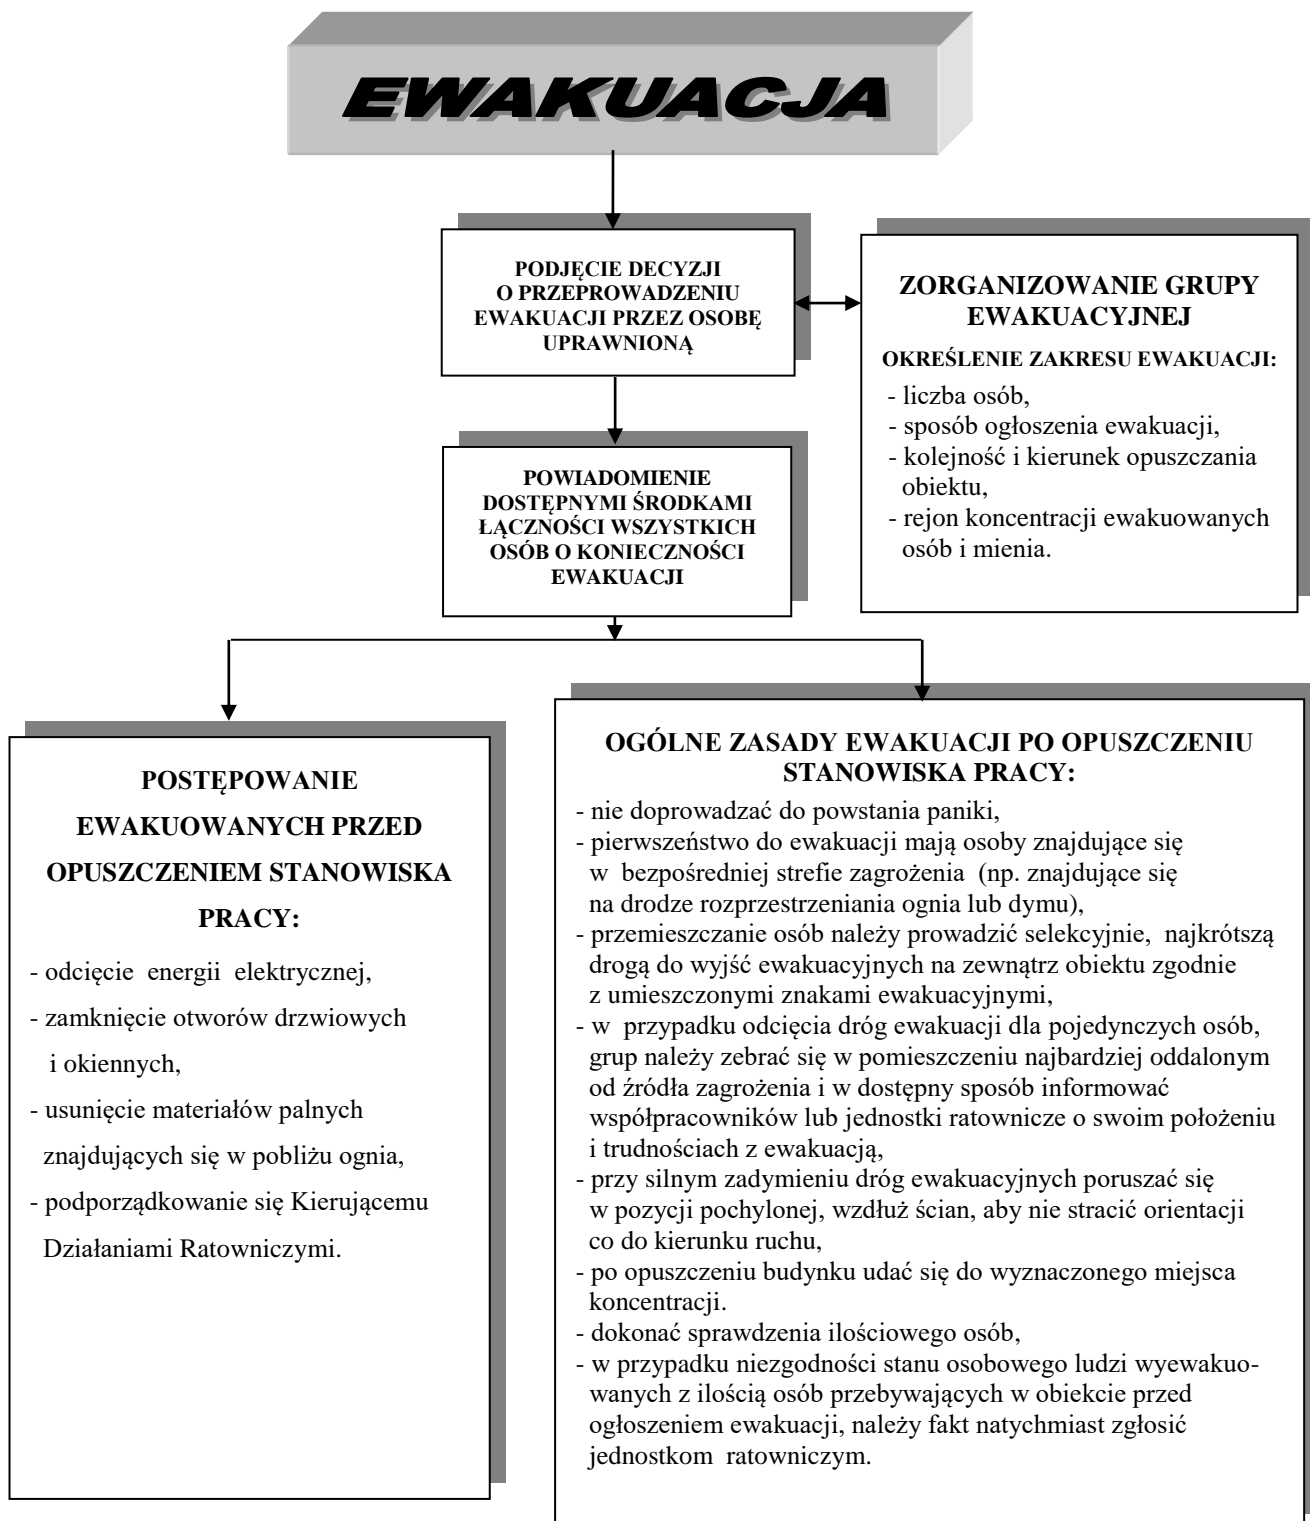 EWAKUACJA
PODJĘCIE DECYZJI
O PRZEPROWADZENIU
EWAKUACJI PRZEZ OSOBĘ
UPRAWNIONĄ
ZORGANIZOWANIE GRUPY
EWAKUACYJNEJ
OKREŚLENIE ZAKRESU EWAKUACJI:
- liczba osób,
- sposób ogłoszenia ewakuacji,
- kolejność i kierunek opuszczania
obiektu,
- rejon koncentracji ewakuowanych
osób i mienia.
POWIADOMIENIE
DOSTĘPNYMI ŚRODKAMI
ŁĄCZNOŚCI WSZYSTKICH
OSÓB O KONIECZNOŚCI
EWAKUACJI
POSTĘPOWANIE
EWAKUOWANYCH PRZED
OPUSZCZENIEM STANOWISKA
PRACY:
- odcięcie energii elektrycznej,
- zamknięcie otworów drzwiowych
i okiennych,
- usunięcie materiałów palnych
znajdujących się w pobliżu ognia,
- podporządkowanie się Kierującemu
Działaniami Ratowniczymi.
OGÓLNE ZASADY EWAKUACJI PO OPUSZCZENIU
STANOWISKA PRACY:
- nie doprowadzać do powstania paniki,
- pierwszeństwo do ewakuacji mają osoby znajdujące się
w bezpośredniej strefie zagrożenia (np. znajdujące się
na drodze rozprzestrzeniania ognia lub dymu),
- przemieszczanie osób należy prowadzić selekcyjnie, najkrótszą
drogą do wyjść ewakuacyjnych na zewnątrz obiektu zgodnie
z umieszczonymi znakami ewakuacyjnymi,
- w przypadku odcięcia dróg ewakuacji dla pojedynczych osób,
grup należy zebrać się w pomieszczeniu najbardziej oddalonym
od źródła zagrożenia i w dostępny sposób informować
współpracowników lub jednostki ratownicze o swoim położeniu
i trudnościach z ewakuacją,
- przy silnym zadymieniu dróg ewakuacyjnych poruszać się
w pozycji pochylonej, wzdłuż ścian, aby nie stracić orientacji
co do kierunku ruchu,
- po opuszczeniu budynku udać się do wyznaczonego miejsca
koncentracji.
- dokonać sprawdzenia ilościowego osób,
- w przypadku niezgodności stanu osobowego ludzi wyewakuo-
wanych z ilością osób przebywających w obiekcie przed
ogłoszeniem ewakuacji, należy fakt natychmiast zgłosić
jednostkom ratowniczym.